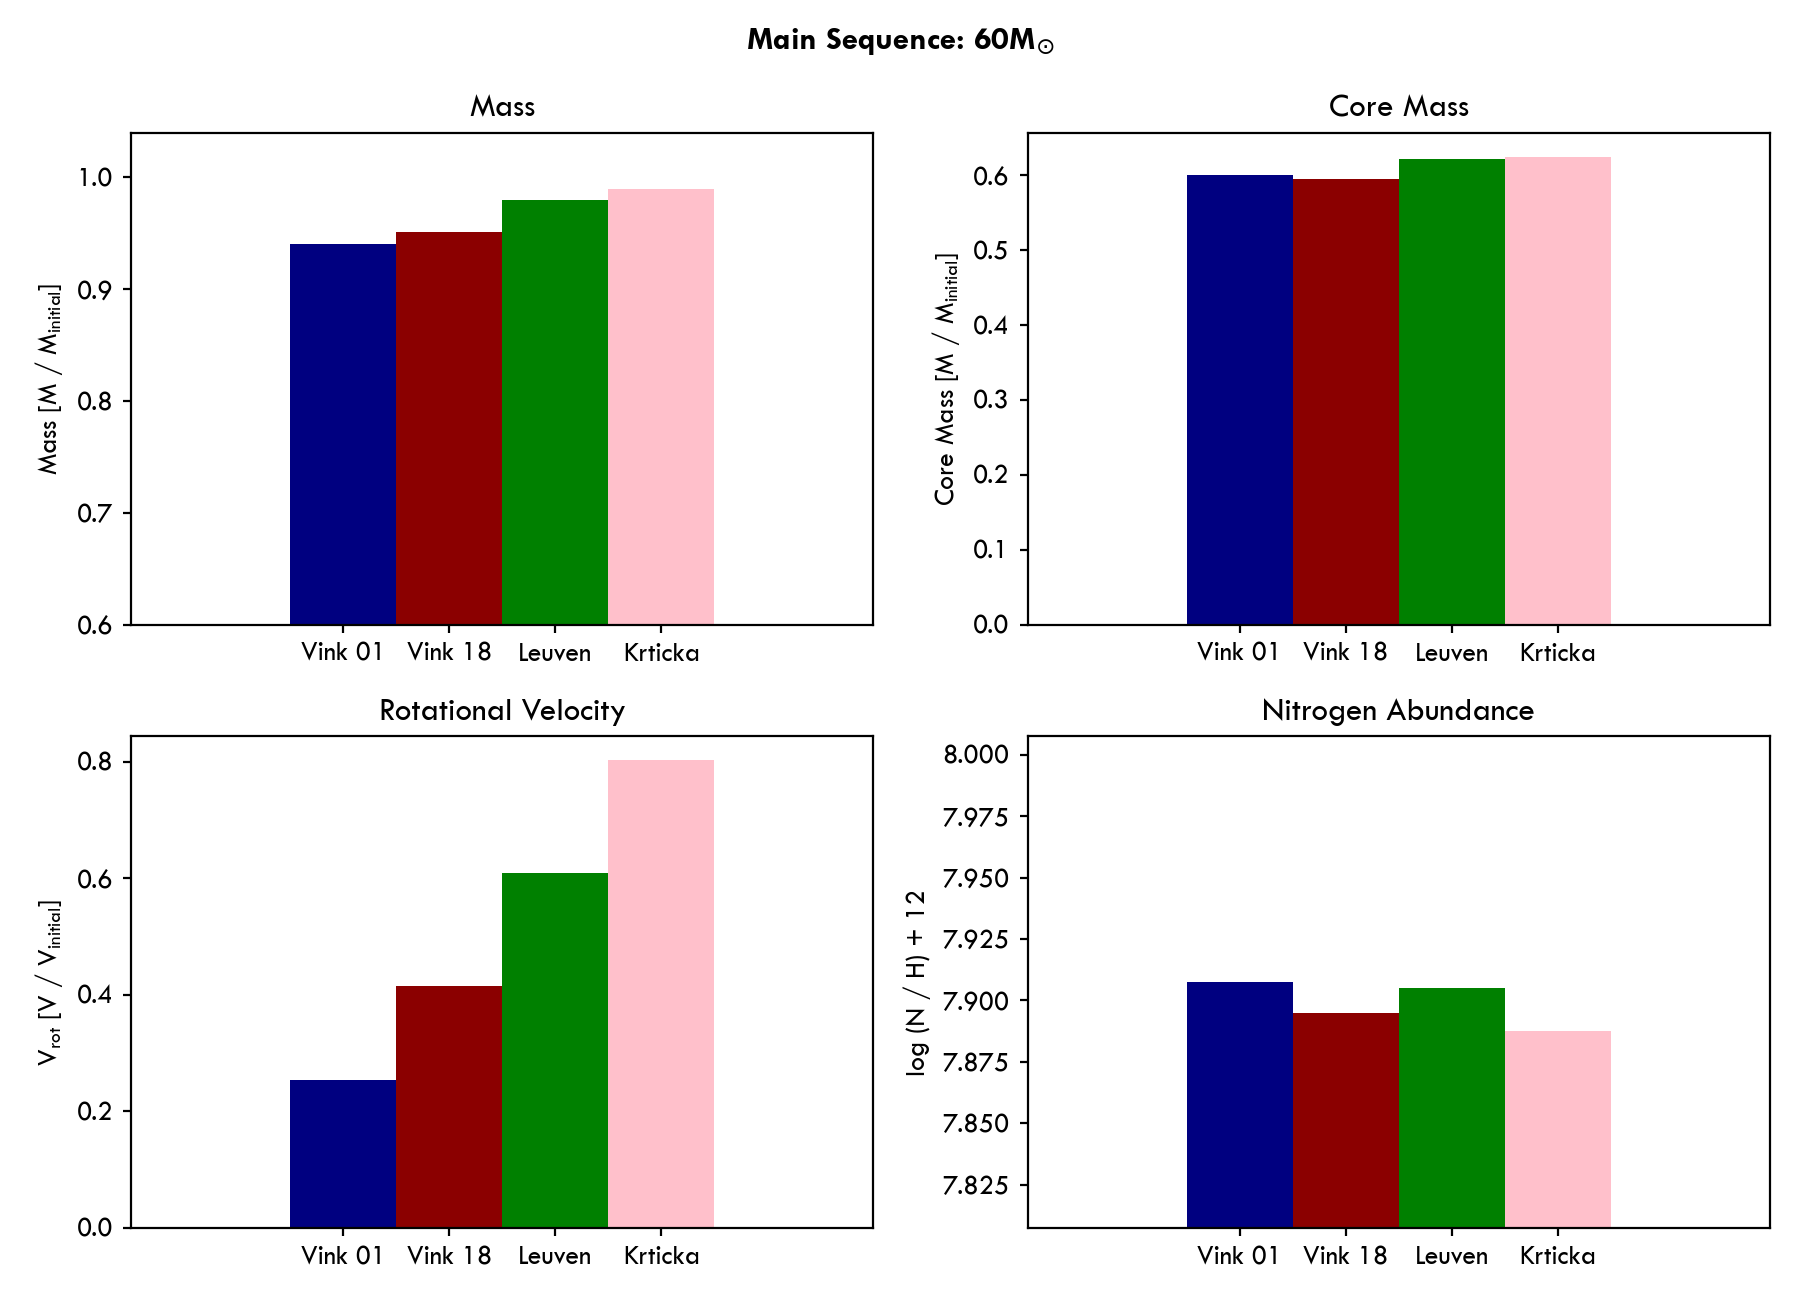 Main Sequence: 60M☉
Mass
Mass [M / Minitial]
1.0
0.9
0.8
0.7
0.6
Vink 01 Vink 18 Leuven Krticka
Core Mass
Core Mass [M / Minitial]
0.6
0.5
0.4
0.3
0.2
0.1
0.0
Vink 01 Vink 18 Leuven Krticka
Rotational Velocity
Vrot [V / Vinitial]
0.8
0.6
0.4
0.2
0.0
Vink 01 Vink 18 Leuven Krticka
Nitrogen Abundance
log (N / H) + 12
8.000
7.975
7.950
7.925
7.900
7.875
7.850
7.825
Vink 01 Vink 18 Leuven Krticka